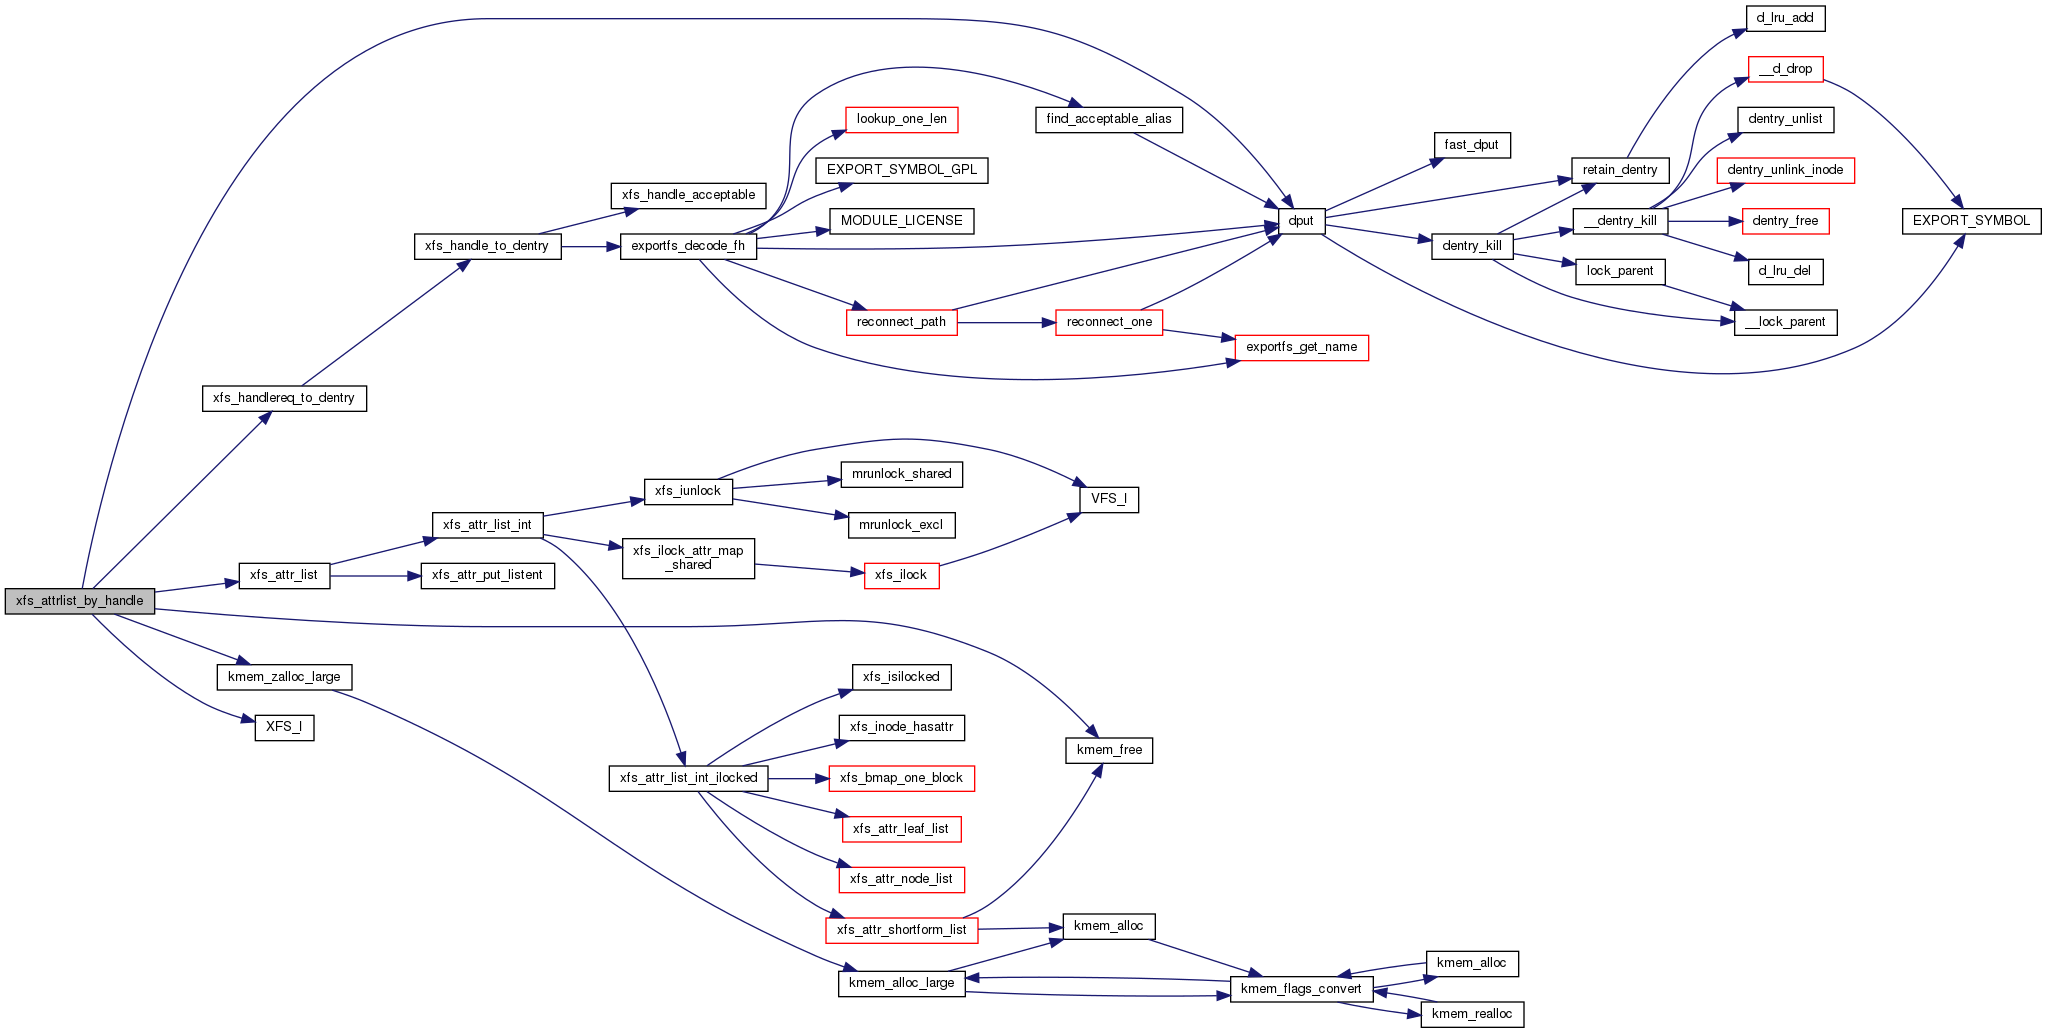 d_lru_add
__d_drop
find_acceptable_alias
lookup_one_len
dentry_unlist
fast_dput
EXPORT_SYMBOL_GPL
retain_dentry
dentry_unlink_inode
xfs_handle_acceptable
MODULE_LICENSE
dput
__dentry_kill
dentry_free
EXPORT_SYMBOL
xfs_handle_to_dentry
exportfs_decode_fh
dentry_kill
lock_parent
d_lru_del
reconnect_path
reconnect_one
__lock_parent
exportfs_get_name
xfs_handlereq_to_dentry
mrunlock_shared
xfs_iunlock
VFS_I
xfs_attr_list_int
mrunlock_excl
xfs_ilock_attr_map
_shared
xfs_attr_list
xfs_attr_put_listent
xfs_ilock
xfs_attrlist_by_handle
kmem_zalloc_large
xfs_isilocked
XFS_I
xfs_inode_hasattr
kmem_free
xfs_attr_list_int_ilocked
xfs_bmap_one_block
xfs_attr_leaf_list
xfs_attr_node_list
xfs_attr_shortform_list
kmem_alloc
kmem_alloc
kmem_alloc_large
kmem_flags_convert
kmem_realloc